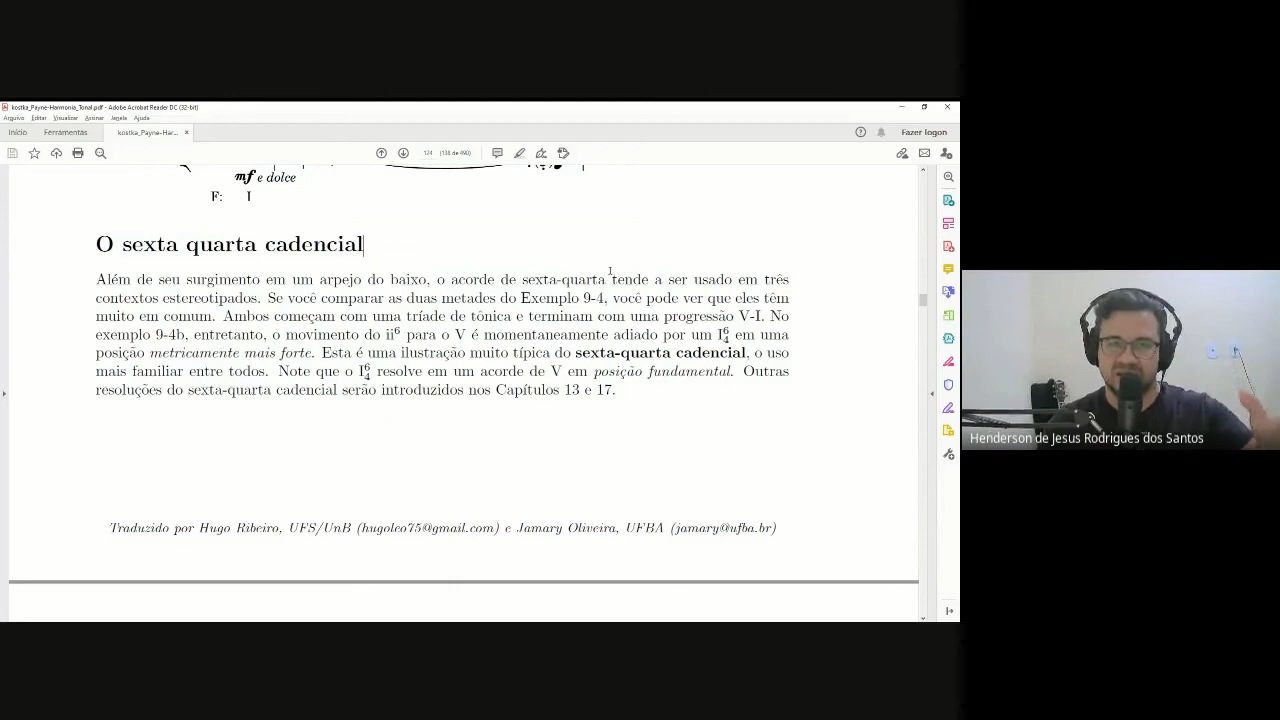 kostka_Payne-Harmonia_Tonal.pdf - Adobe Acrobat Reader DC (32-bit)
Arquivo Editar Visualizar Assinar Janela Ajuda
Início Ferramentas kostka_Payne-Har... × Fazer logon
124 (138 de 490)
mf e dolce
F: I
O sexta quarta cadencial
Além de seu surgimento em um arpejo do baixo, o acorde de sexta-quarta tende a ser usado em três
contextos estereotipados. Se você comparar as duas metades do Exemplo 9-4, você pode ver que eles têm
muito em comum. Ambos começam com uma tríade de tônica e terminam com uma progressão V-I. No
exemplo 9-4b, entretanto, o movimento do ii⁶ para o V é momentaneamente adiado por um I⁶₄ em uma
posição metricamente mais forte. Esta é uma ilustração muito típica do sexta-quarta cadencial, o uso
mais familiar entre todos. Note que o I⁶₄ resolve em um acorde de V em posição fundamental. Outras
resoluções do sexta-quarta cadencial serão introduzidos nos Capítulos 13 e 17.
Traduzido por Hugo Ribeiro, UFS/UnB (hugoleo75@gmail.com) e Jamary Oliveira, UFBA (jamary@ufba.br)
Henderson de Jesus Rodrigues dos Santos